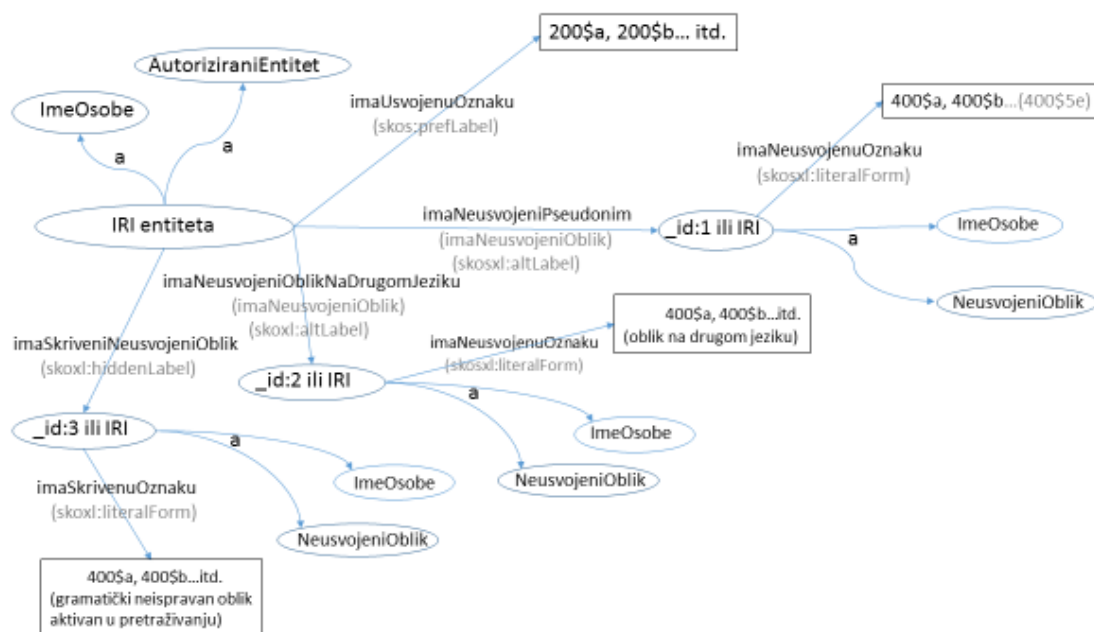 200$a, 200$b... itd.
AutoriziraniEntitet
ImeOsobe
imaUsvojenuOznaku
(skos:prefLabel)
400$a, 400$b...(400$5e)
a
a
imaNeusvojenuOznaku
(skosxl:literalForm)
IRI entiteta
imaNeusvojeniPseudonim
(imaNeusvojeniOblik)
(skosxl:altLabel)
_id:1 ili IRI
a
ImeOsobe
NeusvojeniOblik
imaNeusvojeniOblikNaDrugomJeziku
(imaNeusvojeniOblik)
(skoxl:altLabel)
400$a, 400$b...itd.
(oblik na drugom jeziku)
imaSkriveniNeusvojeniOblik
(skoxl:hiddenLabel)
imaNeusvojenuOznaku
(skosxl:literalForm)
_id:2 ili IRI
a
ImeOsobe
NeusvojeniOblik
_id:3 ili IRI
a
ImeOsobe
NeusvojeniOblik
imaSkrivenuOznaku
(skoxl:literalForm)
400$a, 400$b...itd.
(gramatički neispravan oblik
aktivan u pretraživanju)